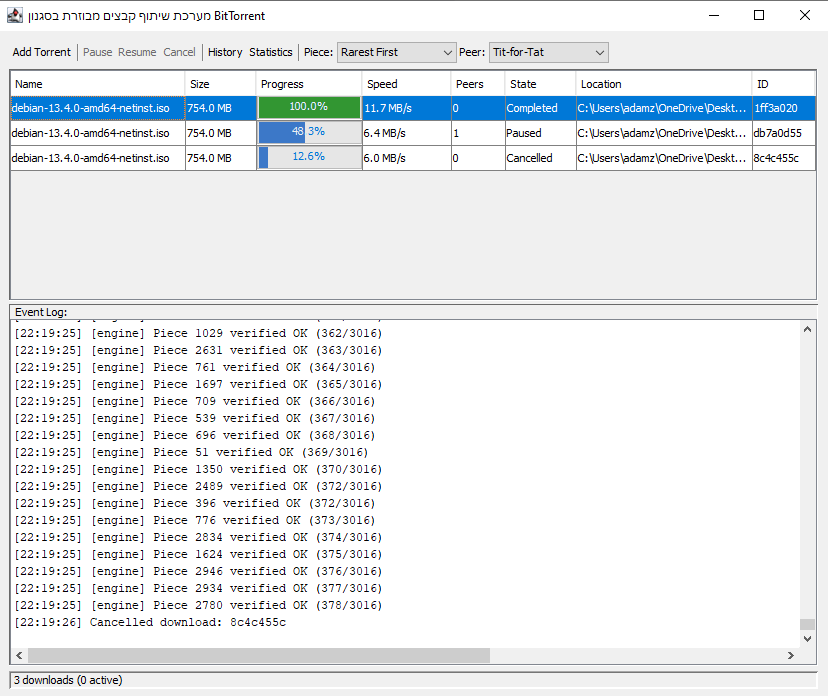 מערכת שיתוף קבצים מבוזרת בסגנון BitTorrent
Add Torrent Pause Resume Cancel History Statistics Piece: Rarest First Peer: Tit-for-Tat
Name Size Progress Speed Peers State Location ID
debian-13.4.0-amd64-netinst.iso 754.0 MB 100.0% 11.7 MB/s 0 Completed C:\Users\adamz\OneDrive\Deskt... 1ff3a020
debian-13.4.0-amd64-netinst.iso 754.0 MB 48.3% 6.4 MB/s 1 Paused C:\Users\adamz\OneDrive\Deskt... db7a0d55
debian-13.4.0-amd64-netinst.iso 754.0 MB 12.6% 6.0 MB/s 0 Cancelled C:\Users\adamz\OneDrive\Deskt... 8c4c455c
Event Log:
[22:19:25] [engine] Piece 1029 verified OK (362/3016)
[22:19:25] [engine] Piece 2631 verified OK (363/3016)
[22:19:25] [engine] Piece 761 verified OK (364/3016)
[22:19:25] [engine] Piece 1697 verified OK (365/3016)
[22:19:25] [engine] Piece 709 verified OK (366/3016)
[22:19:25] [engine] Piece 539 verified OK (367/3016)
[22:19:25] [engine] Piece 696 verified OK (368/3016)
[22:19:25] [engine] Piece 51 verified OK (369/3016)
[22:19:25] [engine] Piece 1350 verified OK (370/3016)
[22:19:25] [engine] Piece 2489 verified OK (372/3016)
[22:19:25] [engine] Piece 396 verified OK (372/3016)
[22:19:25] [engine] Piece 776 verified OK (373/3016)
[22:19:25] [engine] Piece 2834 verified OK (374/3016)
[22:19:25] [engine] Piece 1624 verified OK (375/3016)
[22:19:25] [engine] Piece 2946 verified OK (376/3016)
[22:19:25] [engine] Piece 2934 verified OK (377/3016)
[22:19:25] [engine] Piece 2780 verified OK (378/3016)
[22:19:26] Cancelled download: 8c4c455c
3 downloads (0 active)